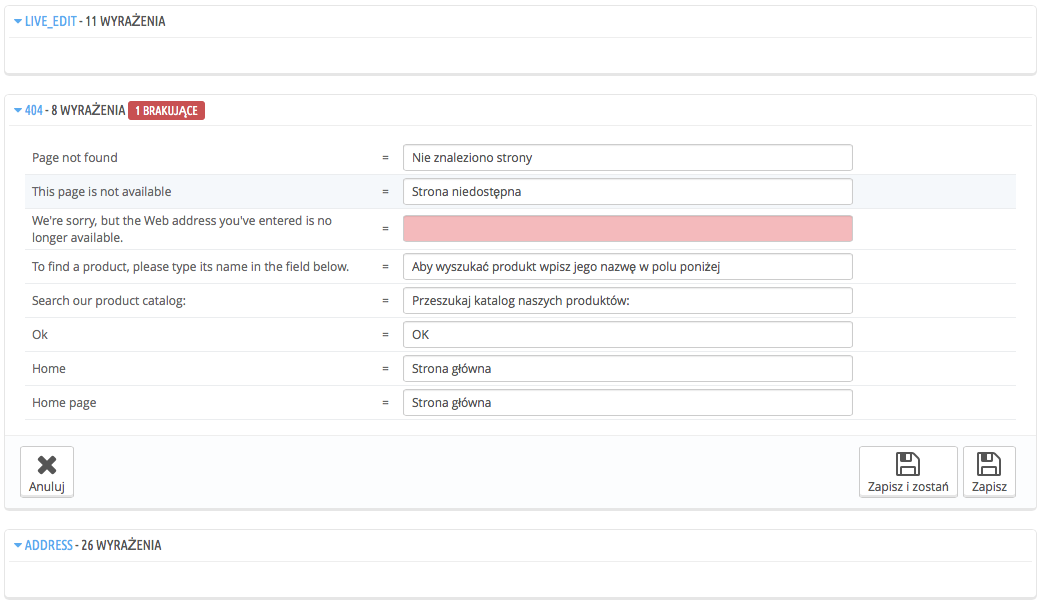 LIVE_EDIT - 11 WYRAŻENIA
404 - 8 WYRAŻENIA 1 BRAKUJĄCE
Page not found = Nie znaleziono strony
This page is not available = Strona niedostępna
We're sorry, but the Web address you've entered is no
longer available. =
To find a product, please type its name in the field below. = Aby wyszukać produkt wpisz jego nazwę w polu poniżej
Search our product catalog: = Przeszukaj katalog naszych produktów:
Ok = OK
Home = Strona główna
Home page = Strona główna
Anuluj Zapisz i zostań Zapisz
ADDRESS - 26 WYRAŻENIA